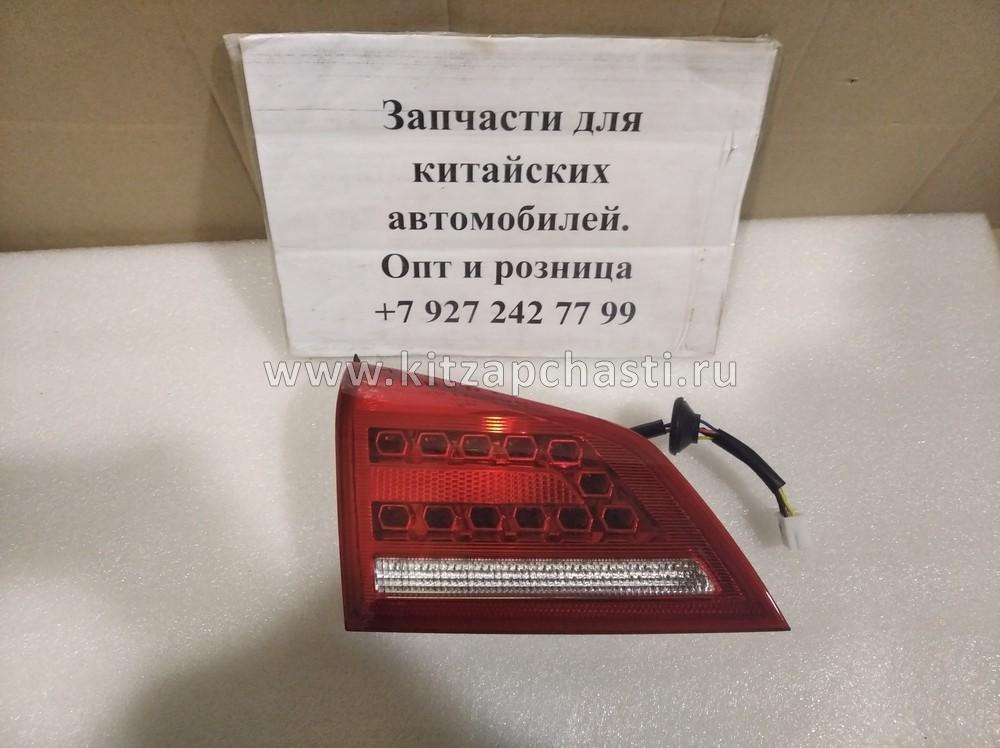 Запчасти для
китайских
автомобилей.
Опт и розница
+7 927 242 77 99
www.kitzapchasti.ru